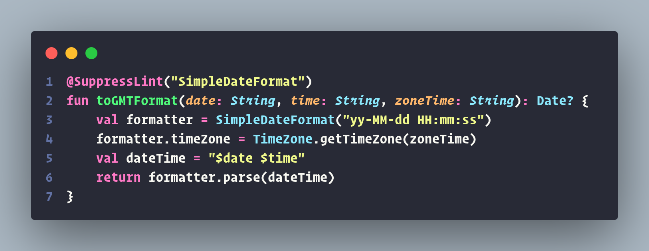 1 @SuppressLint("SimpleDateFormat")
2 fun toGMTFormat(date: String, time: String, zoneTime: String): Date? {
3     val formatter = SimpleDateFormat("yy-MM-dd HH:mm:ss")
4     formatter.timeZone = TimeZone.getTimeZone(zoneTime)
5     val dateTime = "$date $time"
6     return formatter.parse(dateTime)
7 }